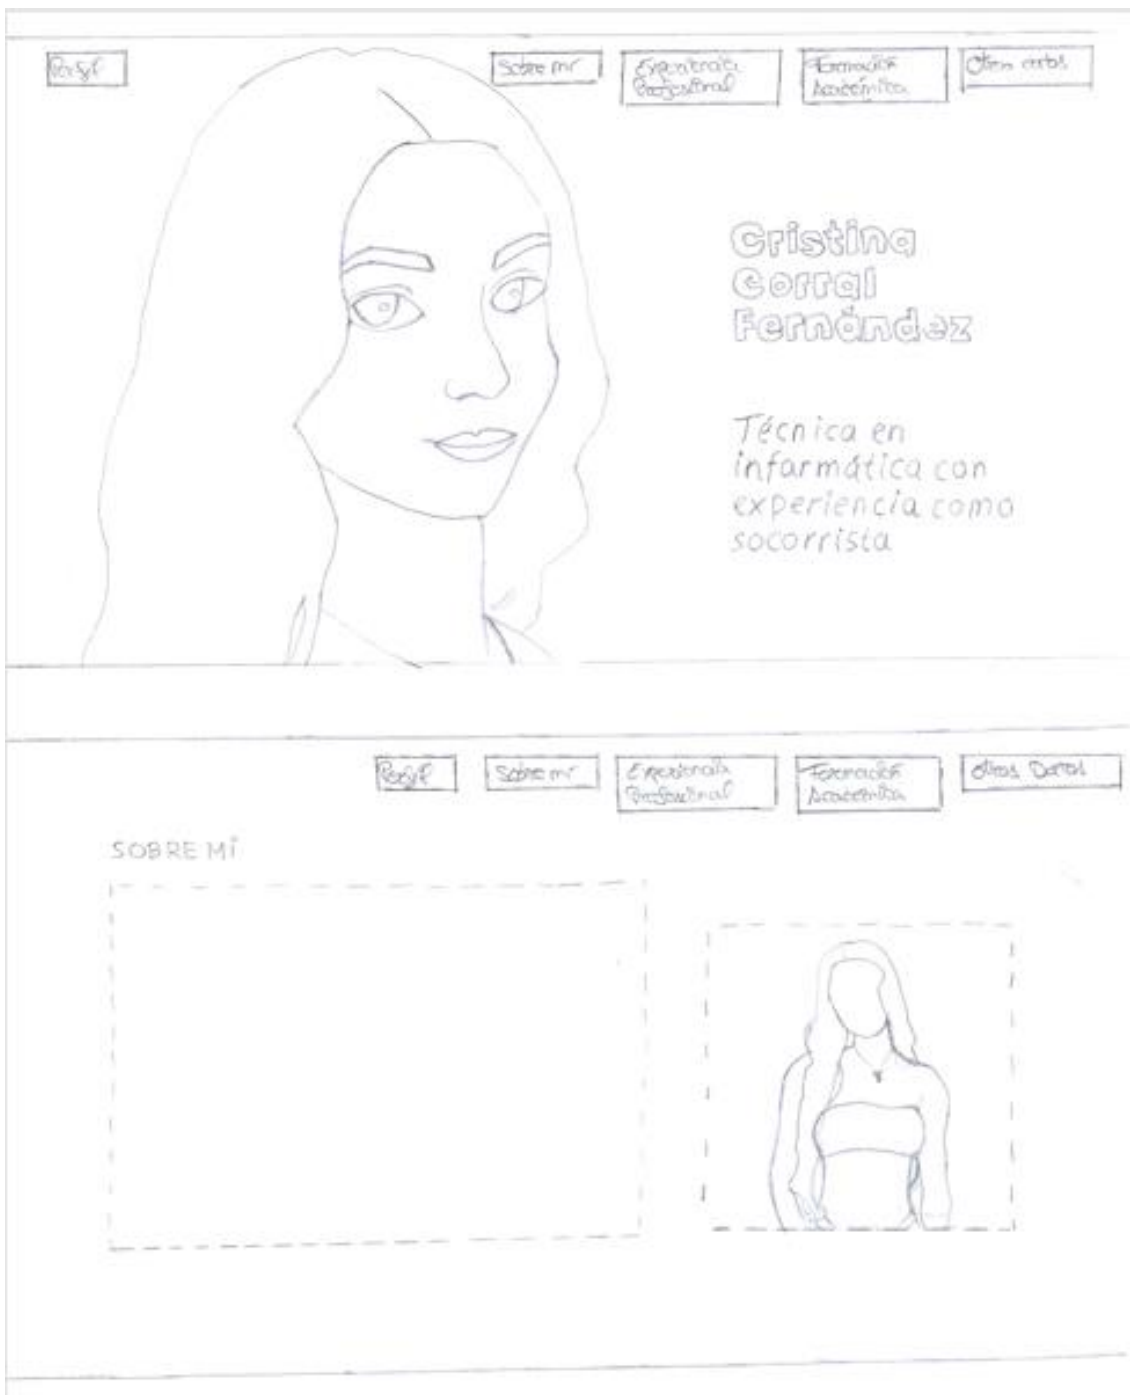 Perfil
Sobre mí
Experiencia
Profesional
Formación
Académica
Otros datos
Cristina
Corral
Fernández
Técnica en
informática con
experiencia como
socorrista
Perfil
Sobre mí
Experiencia
Profesional
Formación
Académica
Otros Datos
SOBRE MÍ